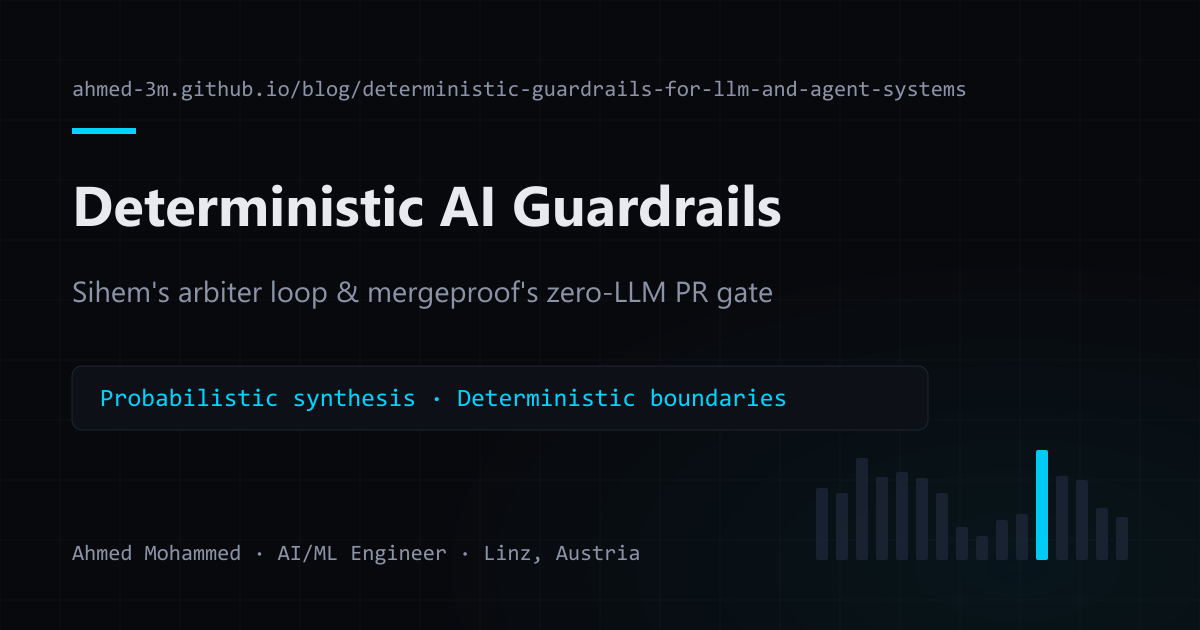 ahmed-3m.github.io/blog/deterministic-guardrails-for-llm-and-agent-systems
Deterministic AI Guardrails
Sihem's arbiter loop & mergeproof's zero-LLM PR gate
Probabilistic synthesis · Deterministic boundaries
Ahmed Mohammed · AI/ML Engineer · Linz, Austria